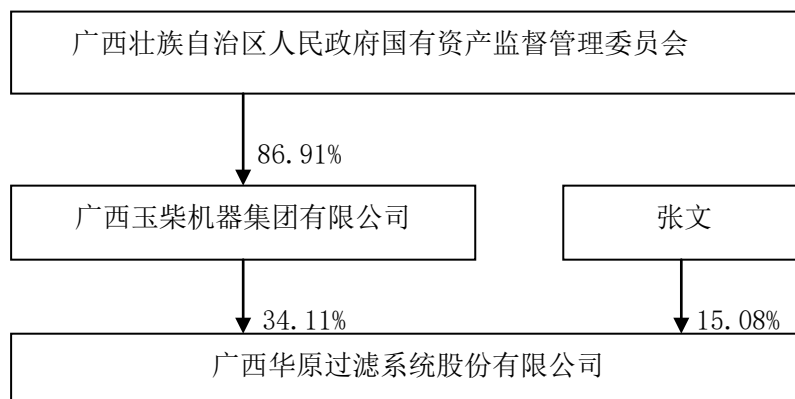 广西壮族自治区人民政府国有资产监督管理委员会
86.91%
广西玉柴机器集团有限公司
张文
34.11%
15.08%
广西华原过滤系统股份有限公司